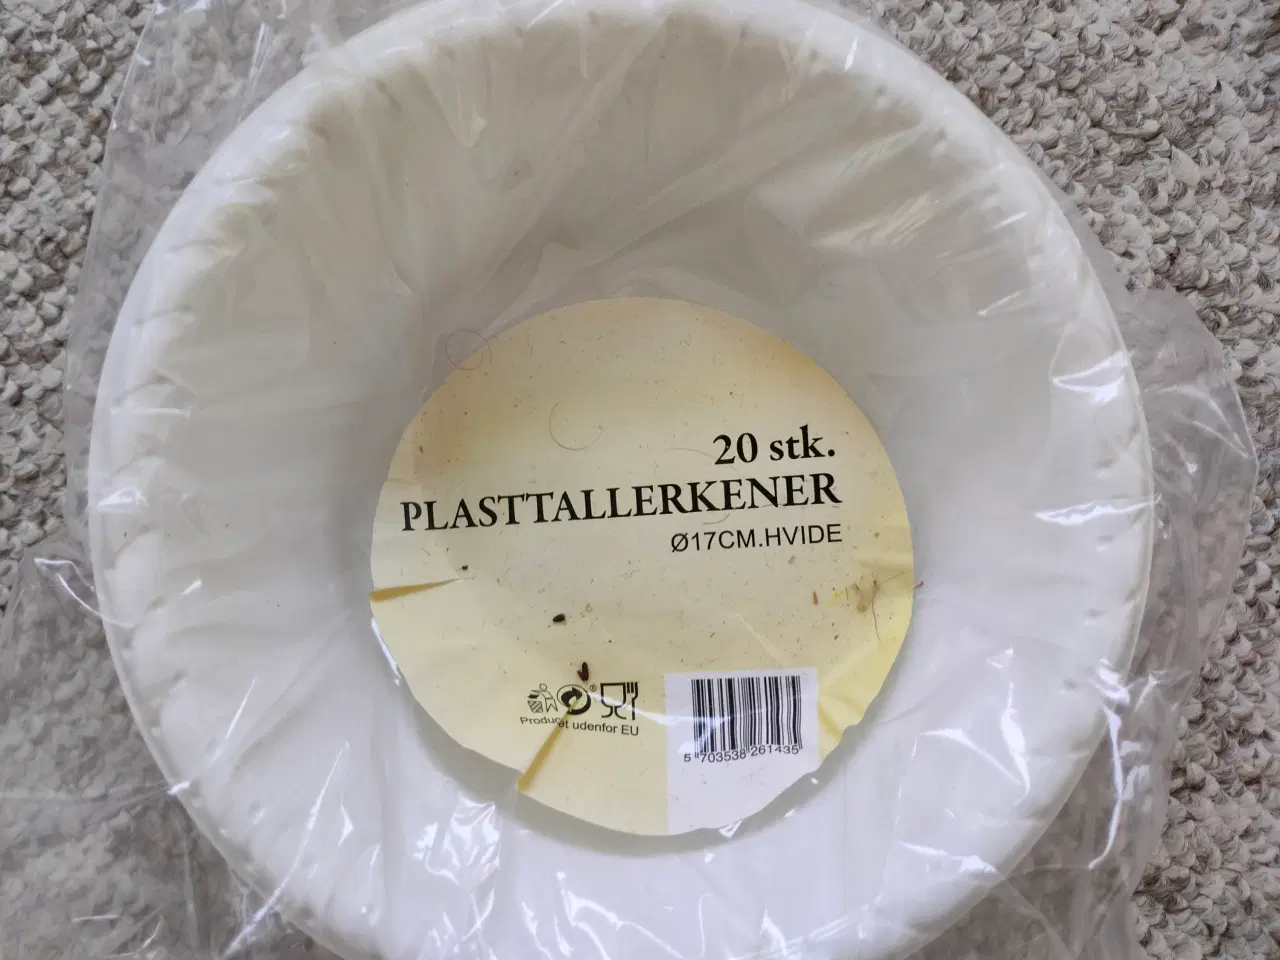 20 stk.
PLASTTALLERKENER
Ø17CM.HVIDE
®
Produceret udenfor EU
5 703538 261435